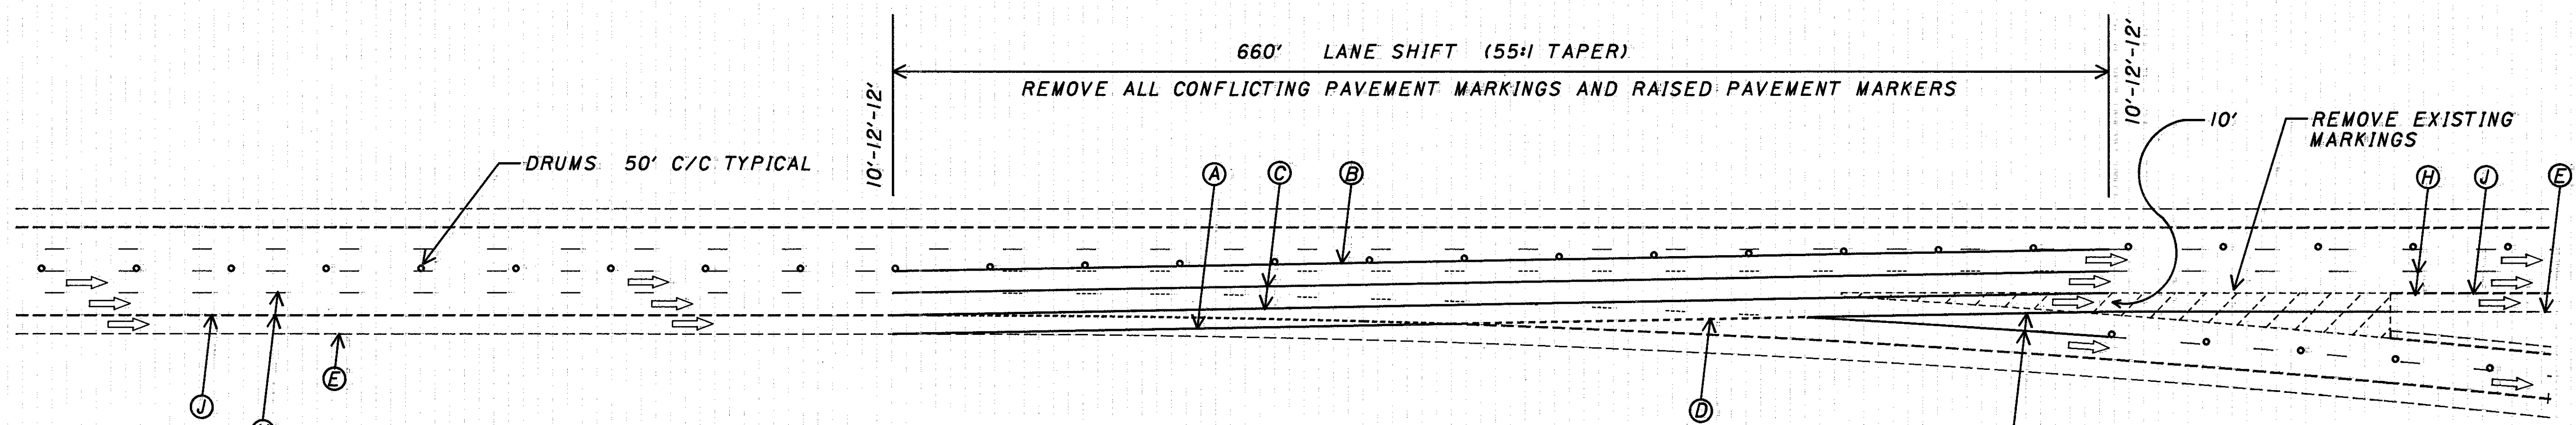 660' LANE SHIFT (55:1 TAPER)
REMOVE ALL CONFLICTING PAVEMENT MARKINGS AND RAISED PAVEMENT MARKERS
10'-12'-12'
10'-12'-12'
10'
REMOVE EXISTING
MARKINGS
DRUMS 50' C/C TYPICAL
A
C
B
H
J
E
E
J
D